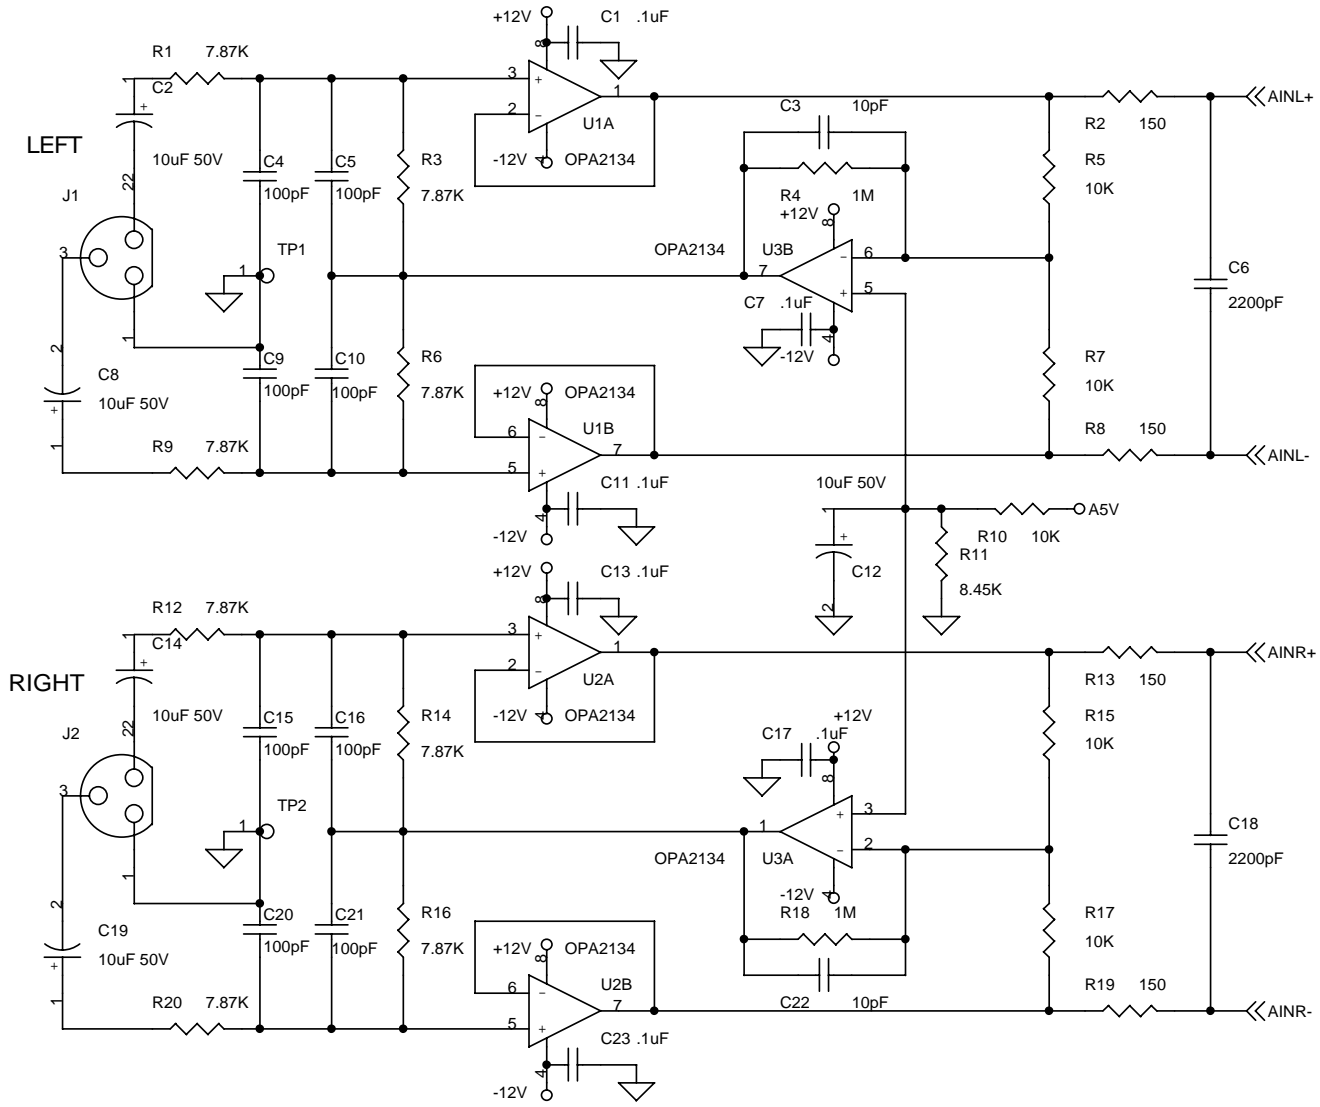 +12V C1 .1uF
R1 7.87K
8
1 C2 + 3 + 1 C3 10pF AINL+
2 -
U1A R2 150
LEFT
10uF 50V C4 C5 R3 -12V 4 OPA2134 R5
100pF 100pF 7.87K 10K
22
J1 R4 1M
+12V 8
3 TP1 OPA2134 U3B 6 -
1 7 C6
C7 .1uF + 5 2200pF
1 4
2 C9 C10 R6 -12V R7
C8 100pF 100pF 7.87K 10K
10uF 50V +12V 8 OPA2134
+
1 R9 7.87K 6 - U1B R8 150
7 AINL-
5 +
C11 .1uF 10uF 50V
4 1 A5V
-12V + R10 10K
R11
+12V C13 .1uF C12
8.45K
8 2
R12 7.87K
1 C14 3 + 1
+ 2 - AINR+
RIGHT U2A R13 150
10uF 50V C15 C16 R14 -12V 4 OPA2134 +12V R15
22 100pF 100pF 7.87K C17 .1uF 10K
J2
8
3 TP2 + 3
1 1 C18
OPA2134 U3A - 2 2200pF
1 -12V 4
2 C20 C21 R16 R18 1M R17
C19 100pF 100pF 7.87K +12V 8 OPA2134 10K
10uF 50V
+ 6 - U2B
1 R20 7.87K C22 10pF R19 150
7 AINR-
5 +
C23 .1uF
4
-12V